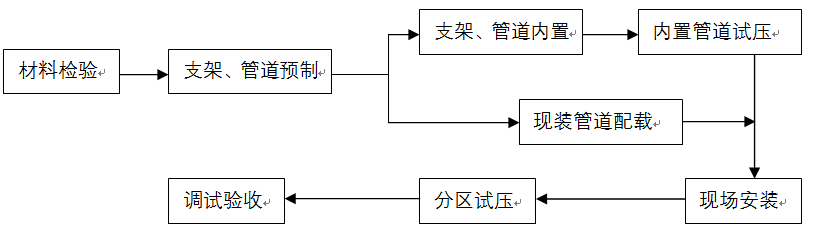 材料检验
支架、管道预制
支架、管道内置
内置管道试压
现装管道配载
调试验收
分区试压
现场安装